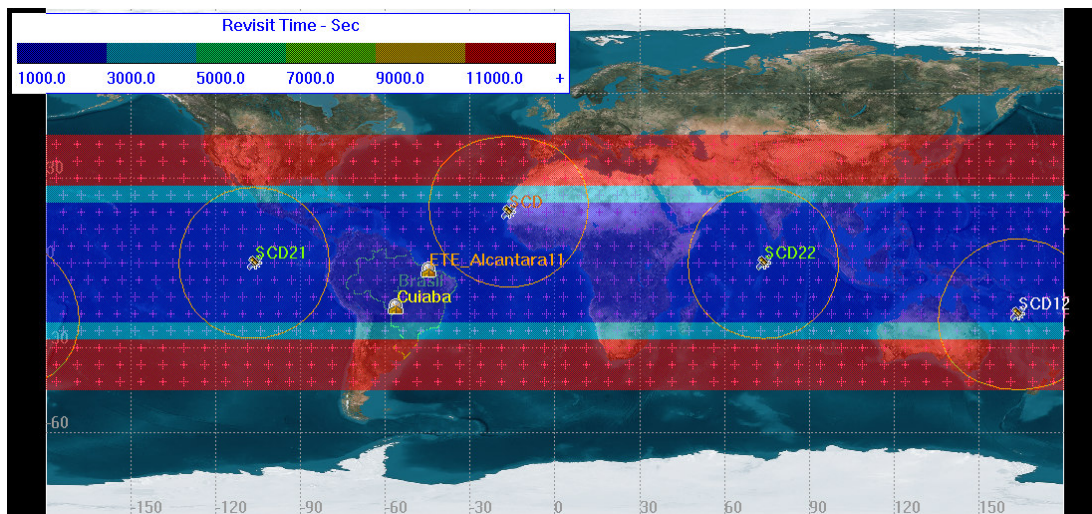 Revisit Time - Sec
1000.0 3000.0 5000.0 7000.0 9000.0 11000.0 +
30
SCD
0
SCD21
ETE_Alcantara11
SCD22
Brasil
Cuiaba
SCD12
-30
-60
-150 -120 -90 -60 -30 0 30 60 90 120 150